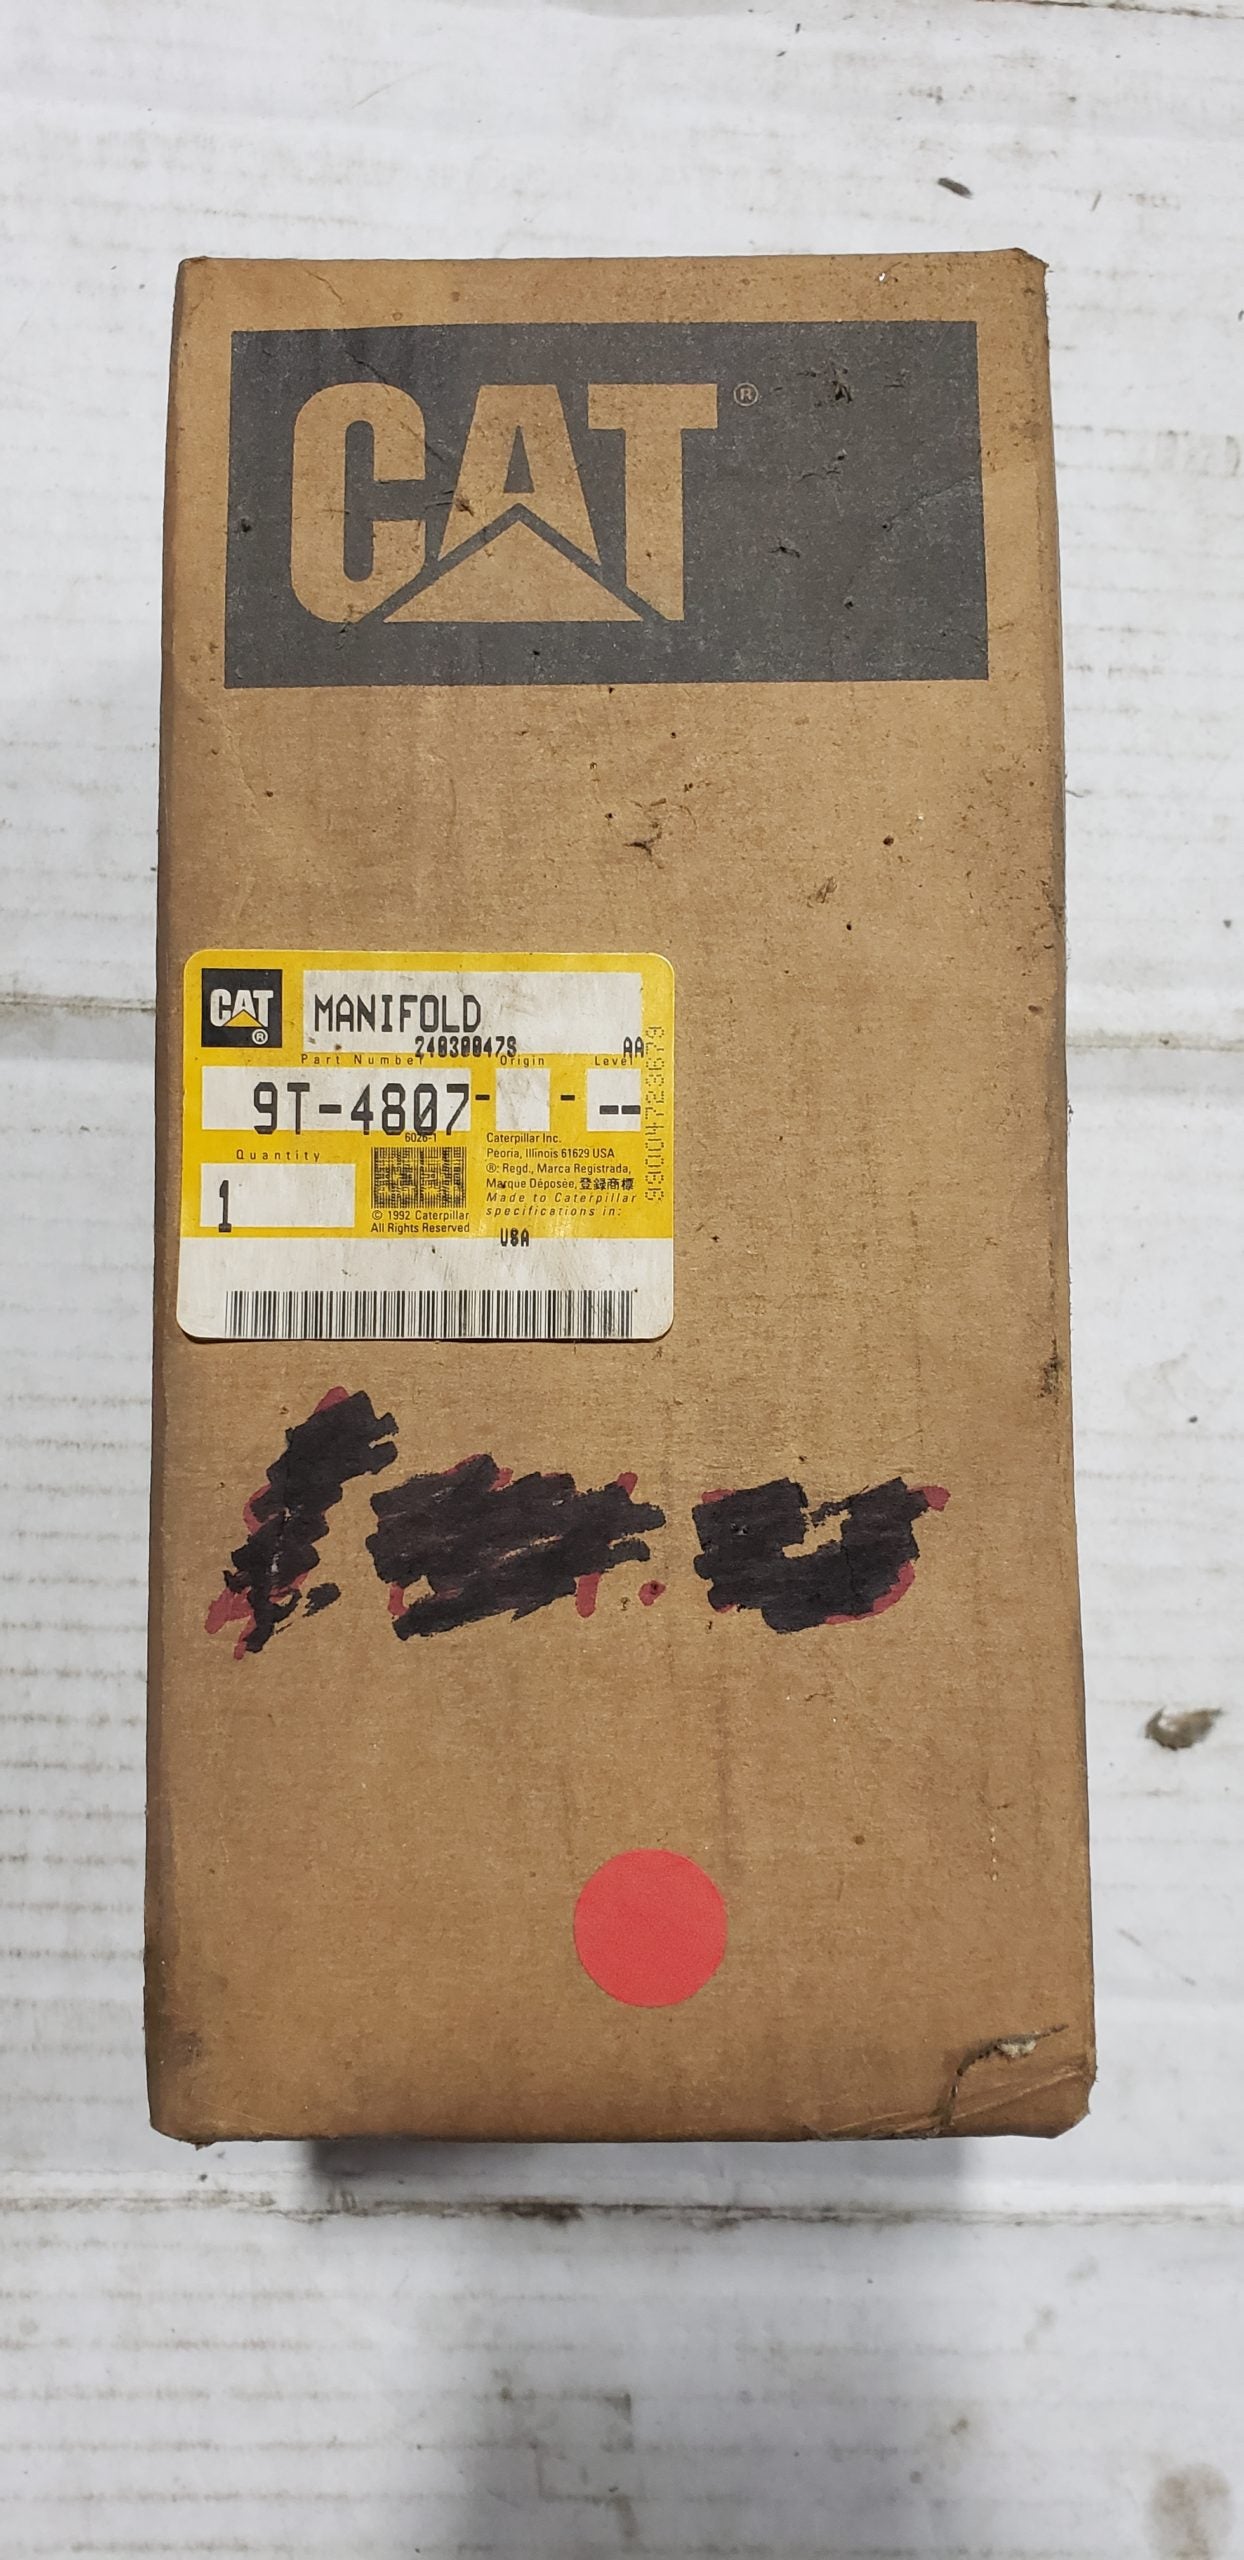 CAT®
CAT®
MANIFOLD
24030047S AA
Part Number Origin Level
9T-4807- - --
6026-1
Quantity
1
Caterpillar Inc.
Peoria, Illinois 61629 USA
®: Regd., Marca Registrada,
Marque Déposée, 登録商標
Made to Caterpillar
specifications in:
USA
© 1992 Caterpillar
All Rights Reserved